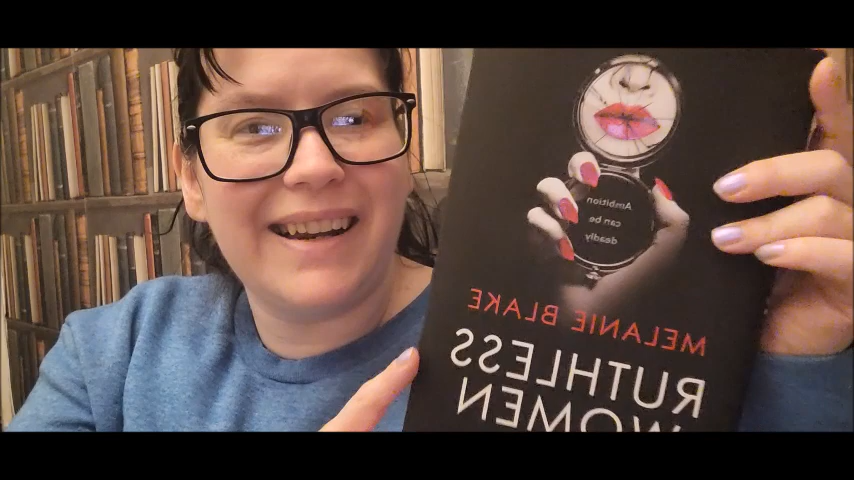 Ambition
can be
deadly
MELANIE BLAKE
RUTHLESS
WOMEN